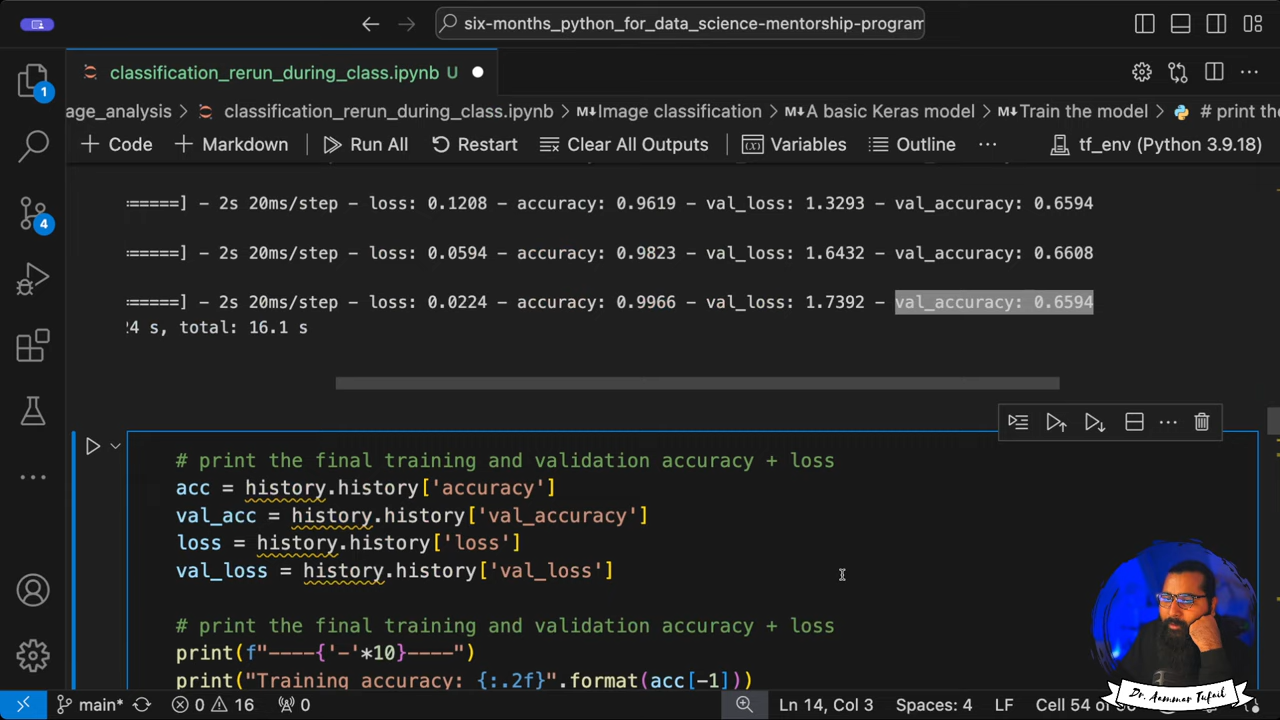 six-months_python_for_data_science-mentorship-program
classification_rerun_during_class.ipynb U
age_analysis > classification_rerun_during_class.ipynb > M↓Image classification > M↓A basic Keras model > M↓Train the model > # print the
+ Code + Markdown Run All Restart Clear All Outputs Variables Outline ... tf_env (Python 3.9.18)
======] - 2s 20ms/step - loss: 0.1208 - accuracy: 0.9619 - val_loss: 1.3293 - val_accuracy: 0.6594
======] - 2s 20ms/step - loss: 0.0594 - accuracy: 0.9823 - val_loss: 1.6432 - val_accuracy: 0.6608
======] - 2s 20ms/step - loss: 0.0224 - accuracy: 0.9966 - val_loss: 1.7392 - val_accuracy: 0.6594
24 s, total: 16.1 s
# print the final training and validation accuracy + loss
acc = history.history['accuracy']
val_acc = history.history['val_accuracy']
loss = history.history['loss']
val_loss = history.history['val_loss']
# print the final training and validation accuracy + loss
print(f"----{'-'*10}----")
print("Training accuracy: {:.2f}".format(acc[-1]))
1
4
Dr. Aammar Tufail
main* 0 16 0 Ln 14, Col 3 Spaces: 4 LF Cell 54 of